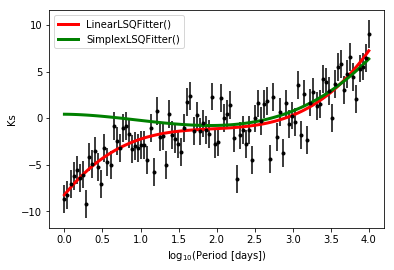 LinearLSQFitter()
SimplexLSQFitter()
10
5
0
−5
−10
Ks
0.0 0.5 1.0 1.5 2.0 2.5 3.0 3.5 4.0
log₁₀(Period [days])